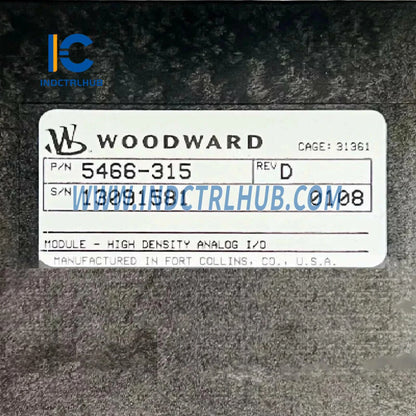 INDCTRLHUB
WOODWARD CAGE: 31361
P/N 5466-315 REV D
S/N 13091581 0108
WWW.INDCTRLHUB.COM
MODULE - HIGH DENSITY ANALOG I/O
MANUFACTURED IN FORT COLLINS, CO., U.S.A.